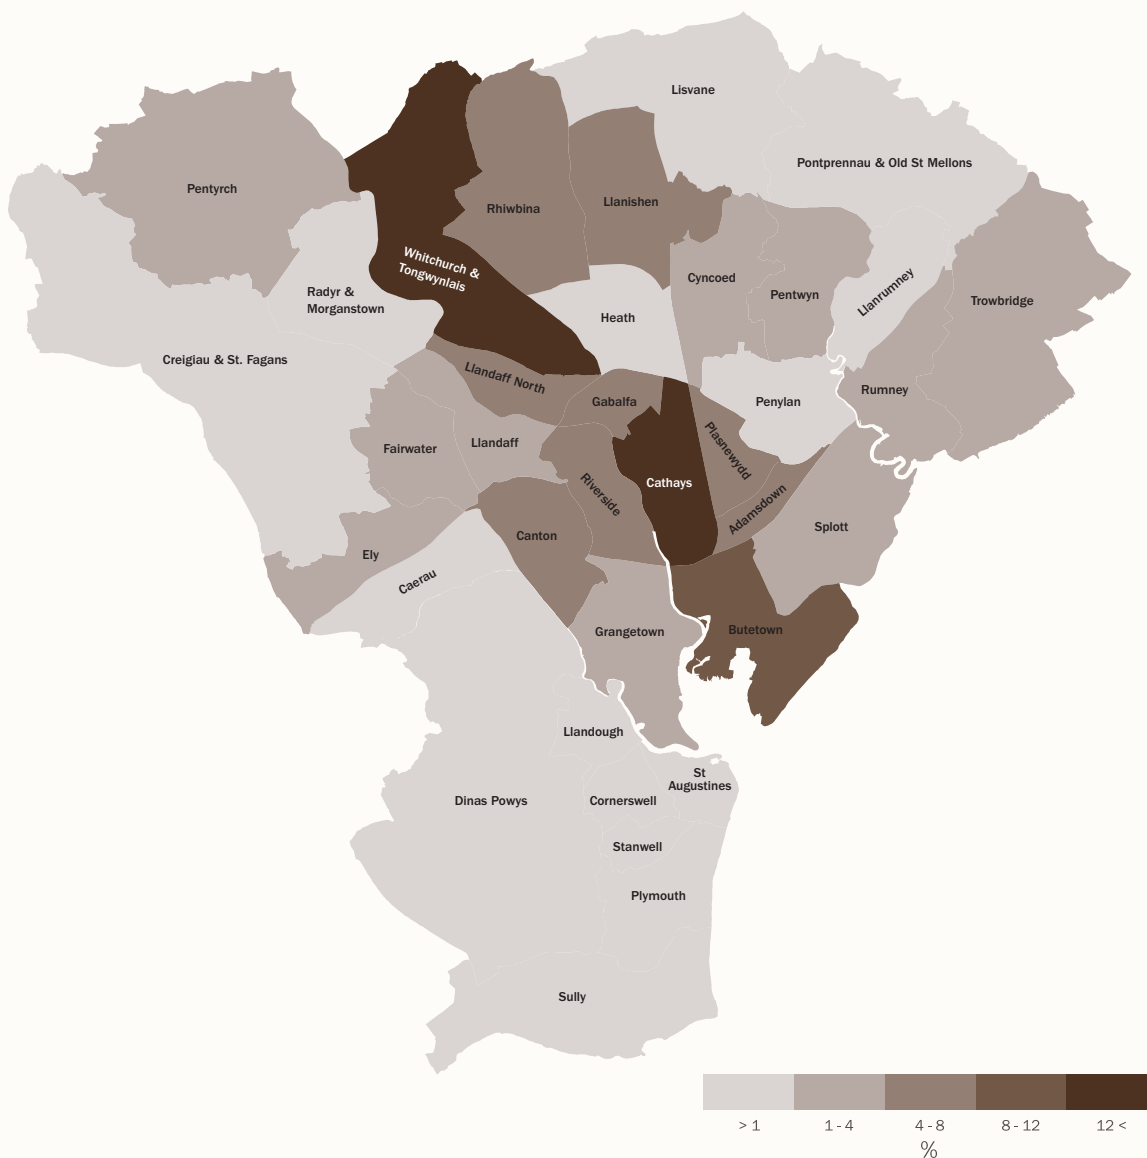 Lisvane
Pontprennau & Old St Mellons
Pentyrch
Rhiwbina
Llanishen
Whitchurch &
Tongwynlais
Cyncoed
Pentwyn
Llanrumney
Trowbridge
Radyr &
Morganstown
Heath
Creigiau & St. Fagans
Llandaff North
Gabalfa
Penylan
Rumney
Fairwater
Llandaff
Plasnewydd
Riverside
Cathays
Adamsdown
Splott
Canton
Ely
Caerau
Grangetown
Butetown
Llandough
St
Augustines
Dinas Powys
Cornerswell
Stanwell
Plymouth
Sully
> 1
1 - 4
4 - 8
8 - 12
12 <
%